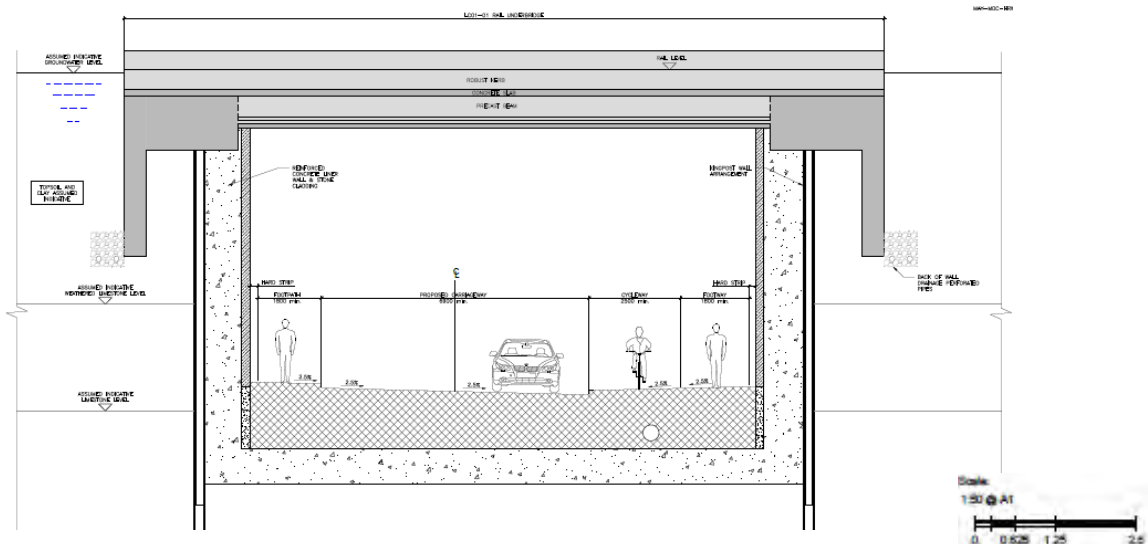 LC01-01 RAIL UNDERBRIDGE
ASSUMED INDICATIVE
GROUNDWATER LEVEL
RAIL LEVEL
ROBUST KERB
CONCRETE SLAB
PRECAST BEAM
REINFORCED
CONCRETE LINER
WALL & STONE
CLADDING
KINGPOST WALL
ARRANGEMENT
TOPSOIL AND
CLAY ASSUMED
INDICATIVE
BACK OF WALL
DRAINAGE PERFORATED
PIPES
ASSUMED INDICATIVE
WEATHERED LIMESTONE LEVEL
HARD STRIP
FOOTPATH
1800 min.
PROPOSED CARRIAGEWAY
min.
CYCLEWAY
2500 min.
HARD STRIP
FOOTWAY
1800 min.
3.5%
2.5%
2.5%
2.5%
2.5%
ASSUMED INDICATIVE
LIMESTONE LEVEL
Scale:
1:50 @ A1
0 0.625 1.25 2.5